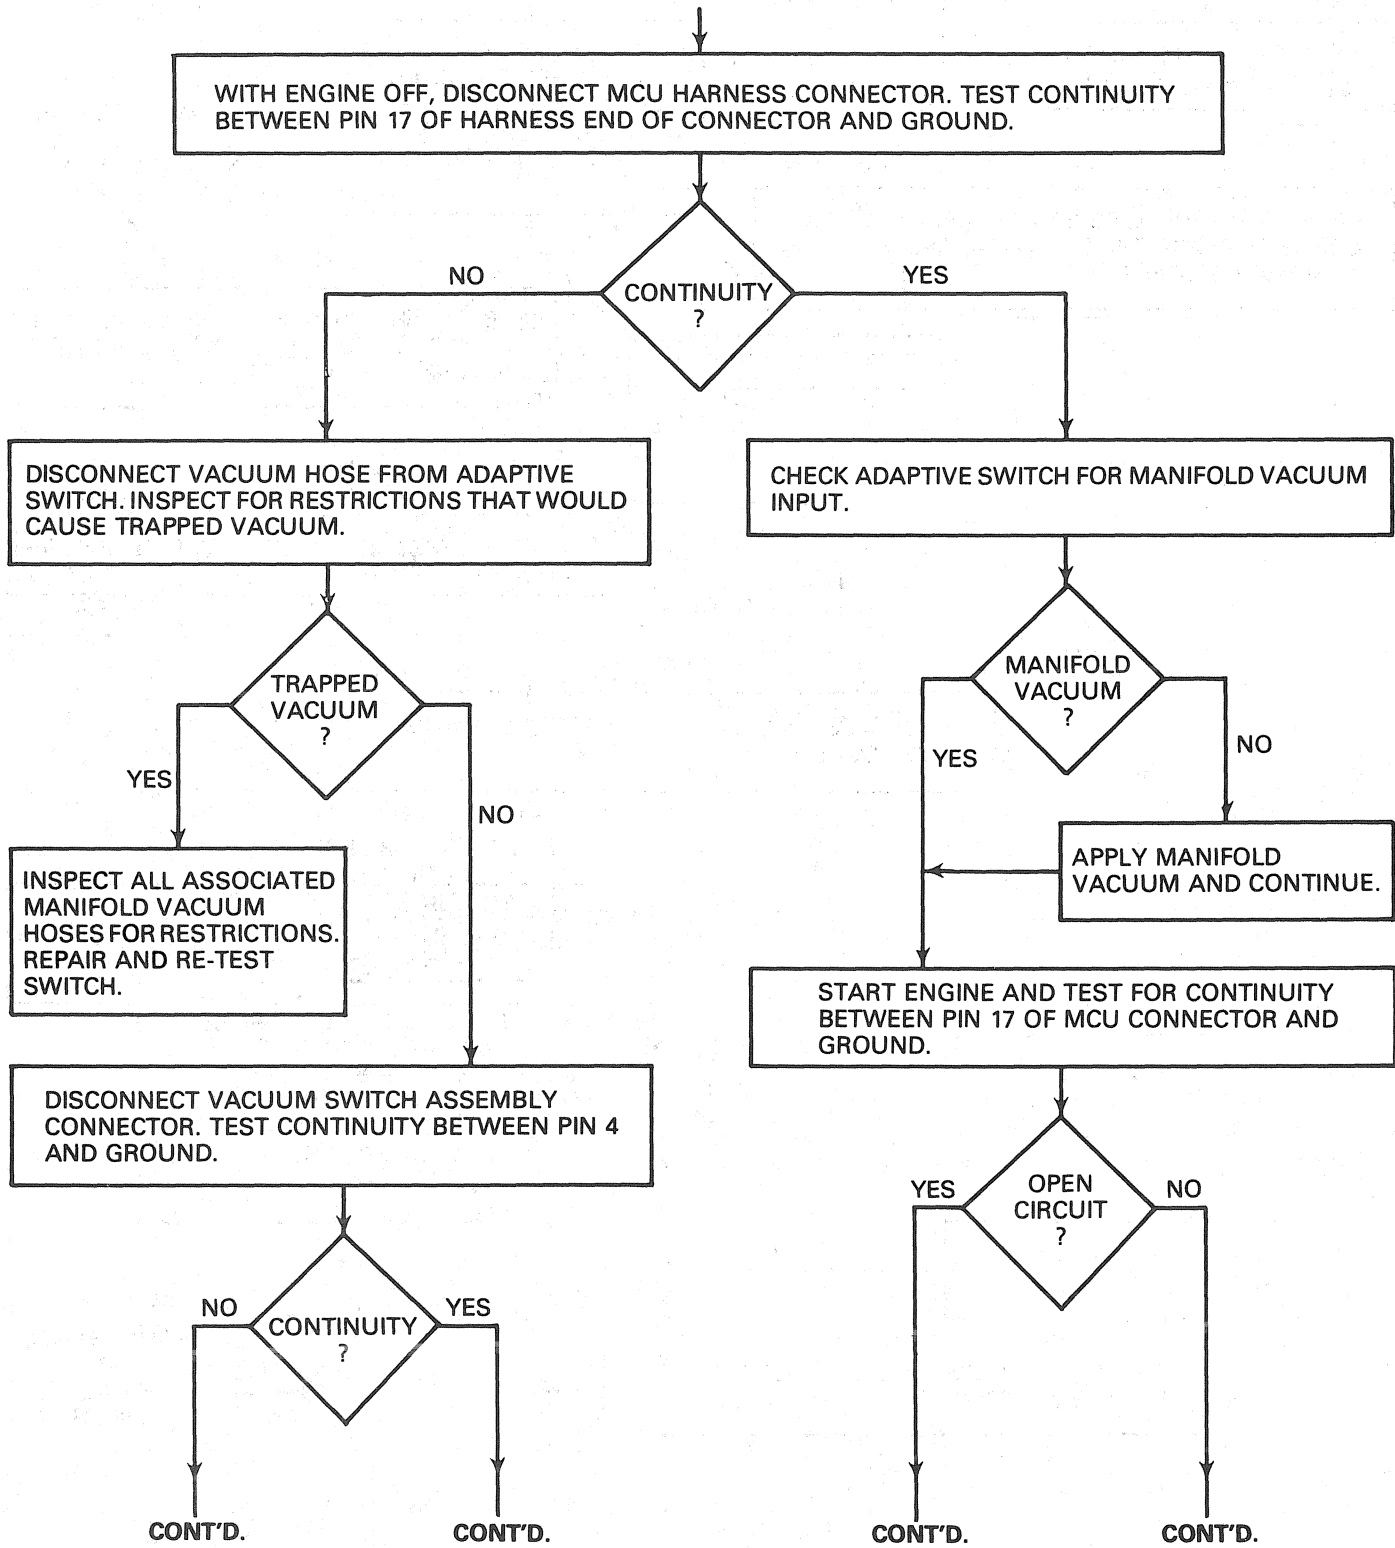 WITH ENGINE OFF, DISCONNECT MCU HARNESS CONNECTOR. TEST CONTINUITY
BETWEEN PIN 17 OF HARNESS END OF CONNECTOR AND GROUND.
NO
YES
CONTINUITY
?
DISCONNECT VACUUM HOSE FROM ADAPTIVE
SWITCH. INSPECT FOR RESTRICTIONS THAT WOULD
CAUSE TRAPPED VACUUM.
CHECK ADAPTIVE SWITCH FOR MANIFOLD VACUUM
INPUT.
TRAPPED
VACUUM
?
YES
NO
MANIFOLD
VACUUM
?
YES
NO
INSPECT ALL ASSOCIATED
MANIFOLD VACUUM
HOSES FOR RESTRICTIONS.
REPAIR AND RE-TEST
SWITCH.
APPLY MANIFOLD
VACUUM AND CONTINUE.
START ENGINE AND TEST FOR CONTINUITY
BETWEEN PIN 17 OF MCU CONNECTOR AND
GROUND.
DISCONNECT VACUUM SWITCH ASSEMBLY
CONNECTOR. TEST CONTINUITY BETWEEN PIN 4
AND GROUND.
YES
OPEN
CIRCUIT
?
NO
NO
YES
CONTINUITY
?
CONT'D.
CONT'D.
CONT'D.
CONT'D.